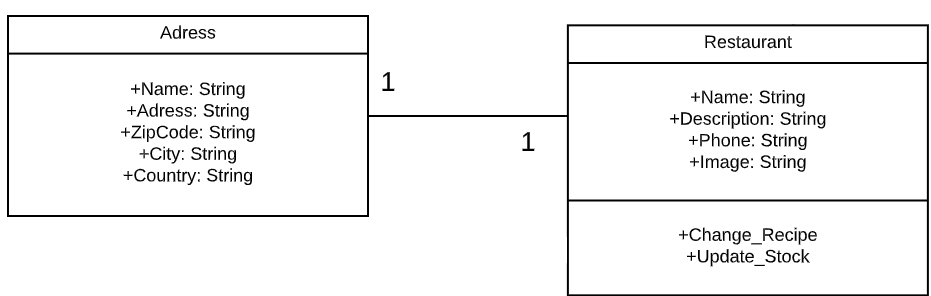 Adress
+Name: String
+Adress: String
+ZipCode: String
+City: String
+Country: String
1
1
Restaurant
+Name: String
+Description: String
+Phone: String
+Image: String
+Change_Recipe
+Update_Stock